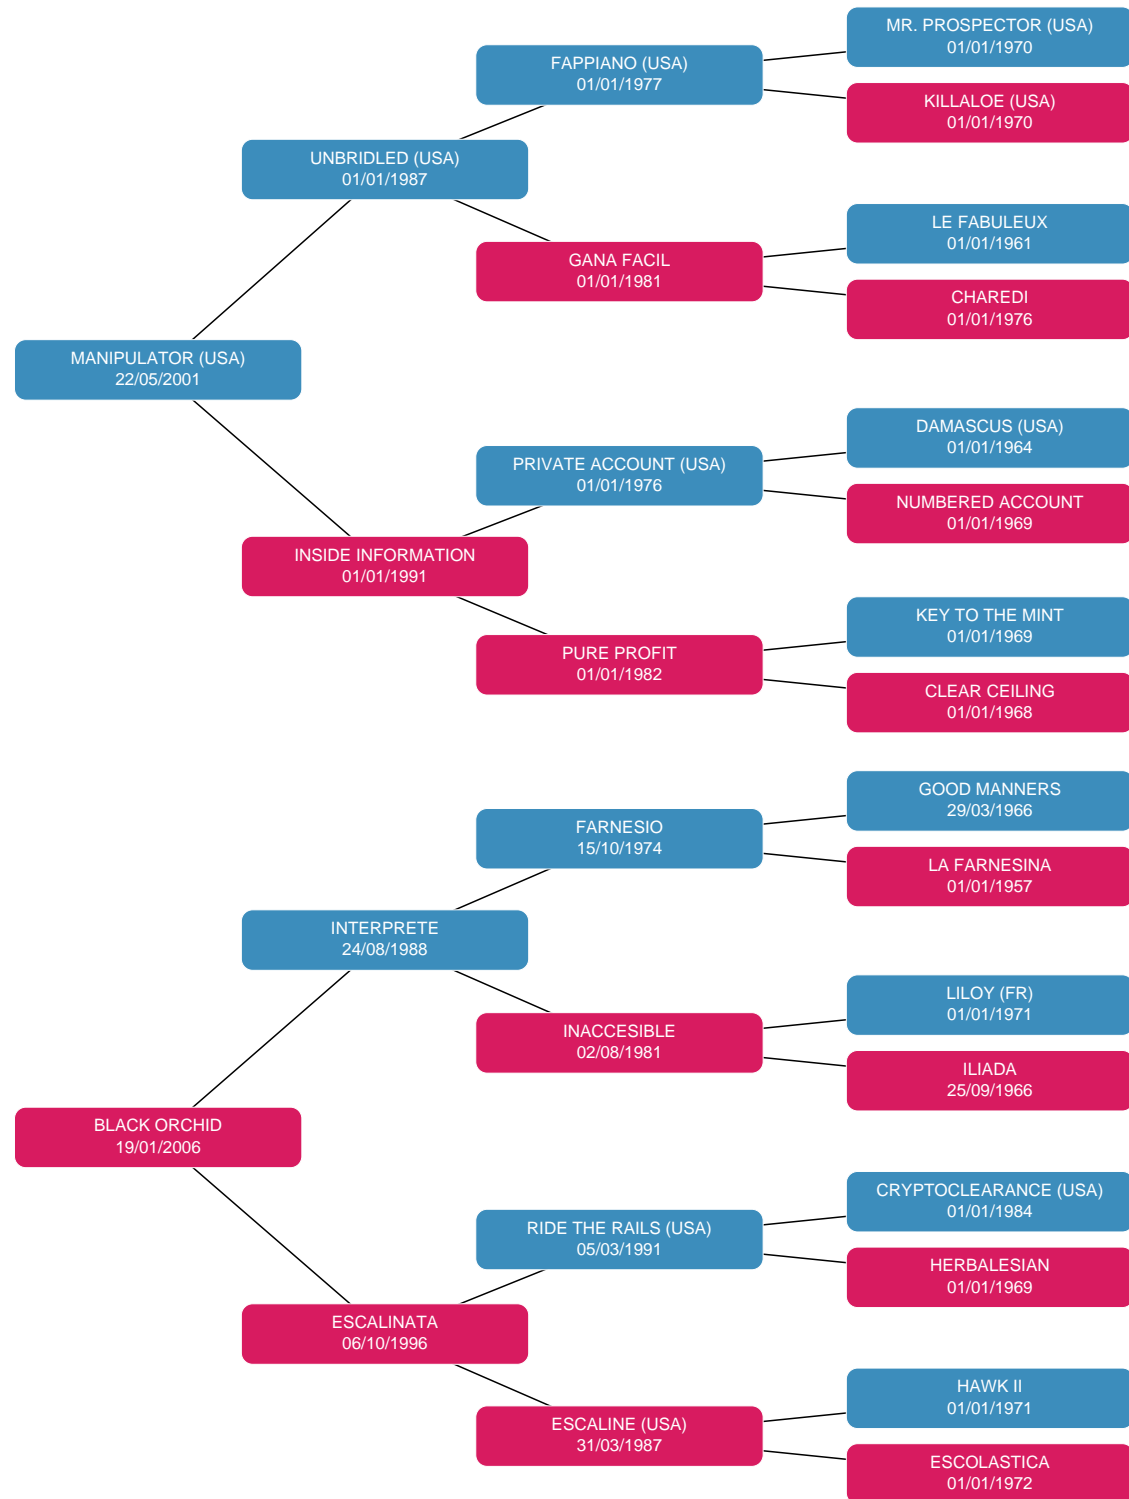 MR. PROSPECTOR (USA)
01/01/1970
FAPPIANO (USA)
01/01/1977
KILLALOE (USA)
01/01/1970
UNBRIDLED (USA)
01/01/1987
LE FABULEUX
01/01/1961
GANA FACIL
01/01/1981
CHAREDI
01/01/1976
MANIPULATOR (USA)
22/05/2001
DAMASCUS (USA)
01/01/1964
PRIVATE ACCOUNT (USA)
01/01/1976
NUMBERED ACCOUNT
01/01/1969
INSIDE INFORMATION
01/01/1991
KEY TO THE MINT
01/01/1969
PURE PROFIT
01/01/1982
CLEAR CEILING
01/01/1968
GOOD MANNERS
29/03/1966
FARNESIO
15/10/1974
LA FARNESINA
01/01/1957
INTERPRETE
24/08/1988
LILOY (FR)
01/01/1971
INACCESIBLE
02/08/1981
ILIADA
25/09/1966
BLACK ORCHID
19/01/2006
CRYPTOCLEARANCE (USA)
01/01/1984
RIDE THE RAILS (USA)
05/03/1991
HERBALESIAN
01/01/1969
ESCALINATA
06/10/1996
HAWK II
01/01/1971
ESCALINE (USA)
31/03/1987
ESCOLASTICA
01/01/1972